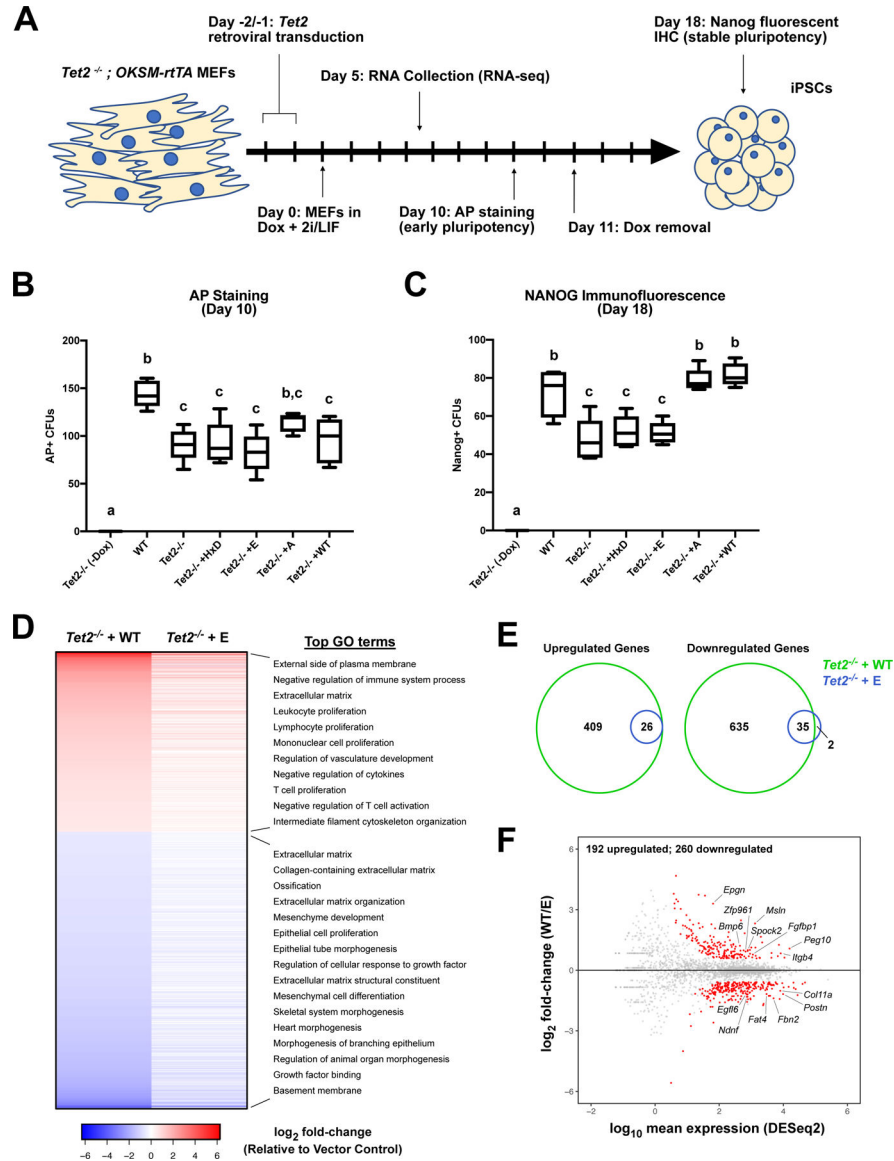 A
Day -2/-1: Tet2
retroviral transduction
Day 18: Nanog fluorescent
IHC (stable pluripotency)
Tet2 -/- ; OKSM-rtTA MEFs
Day 5: RNA Collection (RNA-seq)
iPSCs
Day 0: MEFs in
Dox + 2i/LIF
Day 10: AP staining
(early pluripotency)
Day 11: Dox removal
B
AP Staining
(Day 10)
AP+ CFUs
200
150
100
50
0
a
b
c
c
c
b,c
c
Tet2-/- (-Dox)
WT
Tet2-/-
Tet2-/- +HxD
Tet2-/- +E
Tet2-/- +A
Tet2-/- +WT
C
NANOG Immunofluorescence
(Day 18)
Nanog+ CFUs
100
80
60
40
20
0
a
b
c
c
c
b
b
Tet2-/- (-Dox)
WT
Tet2-/-
Tet2-/- +HxD
Tet2-/- +E
Tet2-/- +A
Tet2-/- +WT
D
Tet2-/- + WT
Tet2-/- + E
Top GO terms
External side of plasma membrane
Negative regulation of immune system process
Extracellular matrix
Leukocyte proliferation
Lymphocyte proliferation
Mononuclear cell proliferation
Regulation of vasculature development
Negative regulation of cytokines
T cell proliferation
Negative regulation of T cell activation
Intermediate filament cytoskeleton organization
Extracellular matrix
Collagen-containing extracellular matrix
Ossification
Extracellular matrix organization
Mesenchyme development
Epithelial cell proliferation
Epithelial tube morphogenesis
Regulation of cellular response to growth factor
Extracellular matrix structural constituent
Mesenchymal cell differentiation
Skeletal system morphogenesis
Heart morphogenesis
Morphogenesis of branching epithelium
Regulation of animal organ morphogenesis
Growth factor binding
Basement membrane
−6 −4 −2 0 2 4 6
log2 fold-change
(Relative to Vector Control)
E
Upregulated Genes
Downregulated Genes
Tet2-/- + WT
Tet2-/- + E
409
26
635
35
2
F
192 upregulated; 260 downregulated
log2 fold-change (WT/E)
6
3
0
−3
−6
Epgn
Zfp961
Msln
Bmp6
Spock2
Fgfbp1
Peg10
Itgb4
Col11a
Postn
Egfl6
Fat4
Fbn2
Ndnf
−2 0 2 4 6
log10 mean expression (DESeq2)